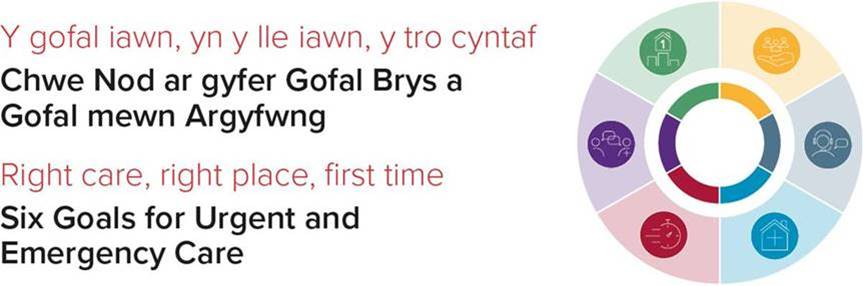 Y gofal iawn, yn y lle iawn, y tro cyntaf
Chwe Nod ar gyfer Gofal Brys a
Gofal mewn Argyfwng
Right care, right place, first time
Six Goals for Urgent and
Emergency Care
1